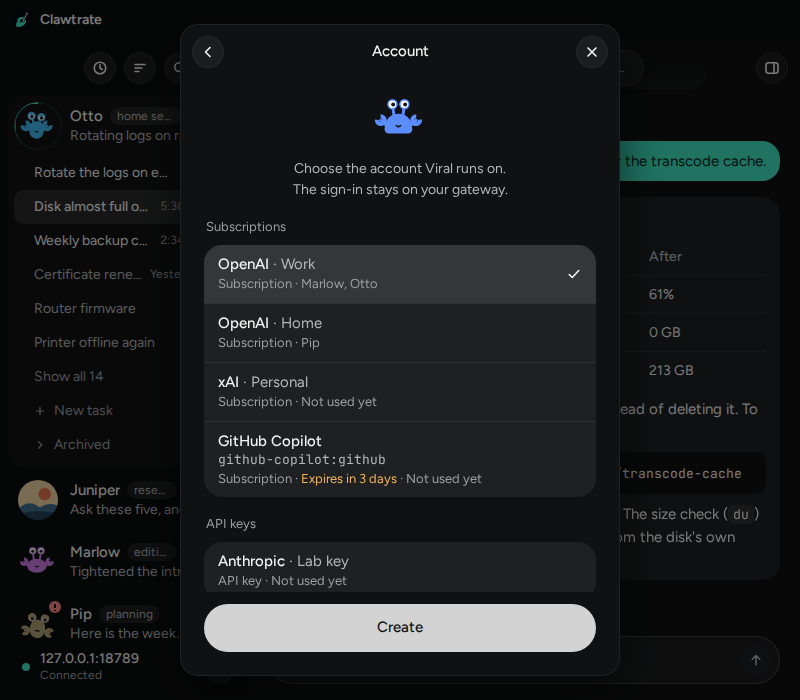 Clawtrate
Account
Otto
home se...
Rotating logs on r
Rotate the logs on e...
Disk almost full o...
5:36
Weekly backup c...
2:34
Certificate rene...
Yeste
Router firmware
Printer offline again
Show all 14
+ New task
Archived
Juniper
rese...
Ask these five, an
Marlow
editi...
Tightened the intr
Pip
planning
Here is the week.
127.0.0.1:18789
Connected
Choose the account Viral runs on.
The sign-in stays on your gateway.
Subscriptions
OpenAI · Work
Subscription · Marlow, Otto
OpenAI · Home
Subscription · Pip
xAI · Personal
Subscription · Not used yet
GitHub Copilot
github-copilot:github
Subscription · Expires in 3 days · Not used yet
API keys
Anthropic · Lab key
API key · Not used yet
Create
the transcode cache.
After
61%
0 GB
213 GB
ead of deleting it. To
transcode-cache
The size check ( du )
om the disk's own